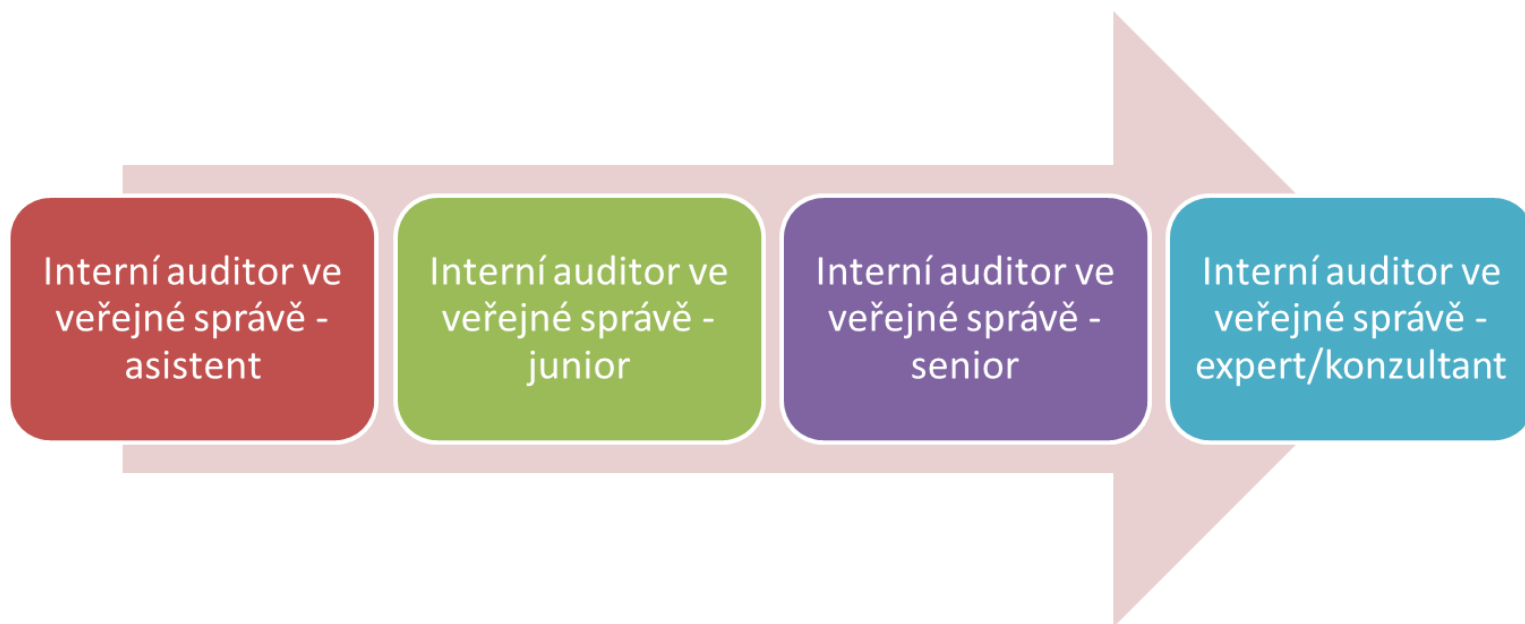 Interní auditor ve
veřejné správě -
asistent
Interní auditor ve
veřejné správě -
junior
Interní auditor ve
veřejné správě -
senior
Interní auditor ve
veřejné správě -
expert/konzultant